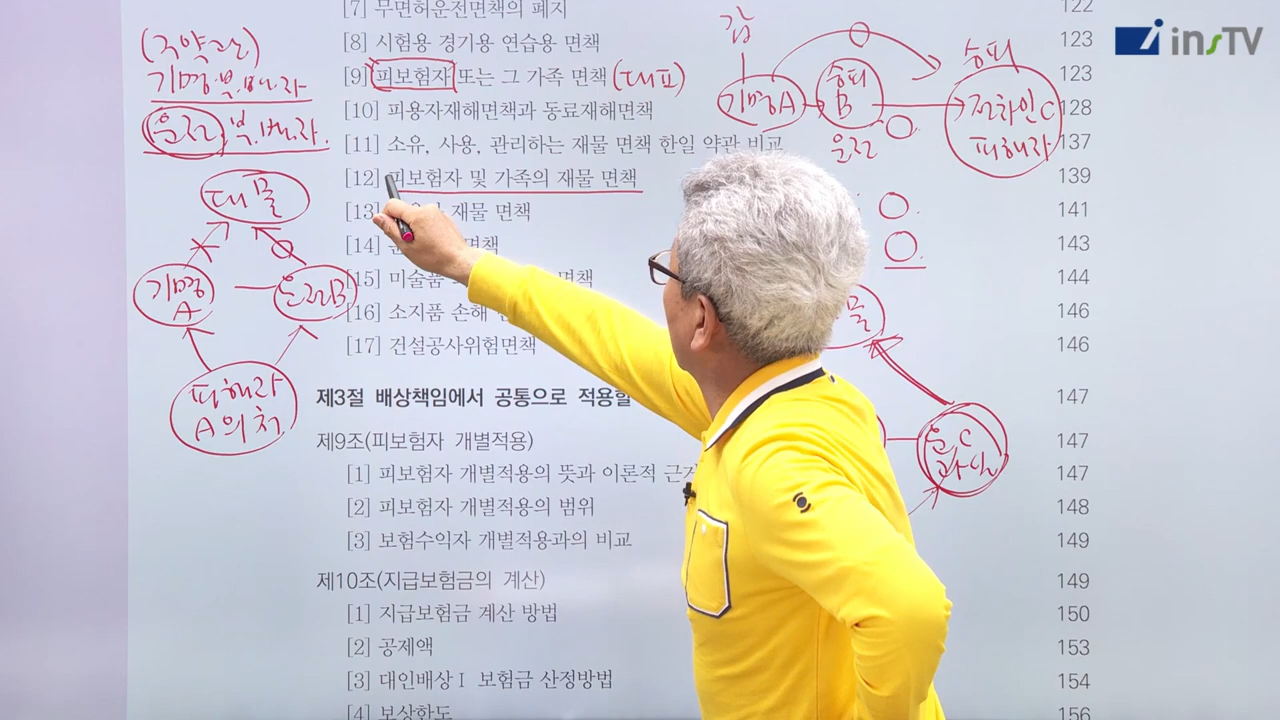 [7] 무면허운전면책의 폐지 122
[8] 시험용 경기용 연습용 면책 123
[9] 피보험자 또는 그 가족 면책 (대표) 123
[10] 피용자재해면책과 동료재해면책 128
[11] 소유, 사용, 관리하는 재물 면책 한일 약관 비교 137
[12] 피보험자 및 가족의 재물 면책 139
[13] 재물 면책 141
[14] 면책 143
[15] 미술품 면책 144
[16] 소지품 손해 146
[17] 건설공사위험면책 146
제3절 배상책임에서 공통으로 적용할 147
제9조(피보험자 개별적용) 147
[1] 피보험자 개별적용의 뜻과 이론적 근거 147
[2] 피보험자 개별적용의 범위 148
[3] 보험수익자 개별적용과의 비교 149
제10조(지급보험금의 계산) 149
[1] 지급보험금 계산 방법 150
[2] 공제액 153
[3] 대인배상Ⅰ 보험금 산정방법 154
[4] 보상한도 156
기명.부.배.자
운전.부.배.자.
대물
기명 A
운전B
피해자
A의 처
갑
기명A
승피
B
운전
승피
피해자
물
운.C
insTV